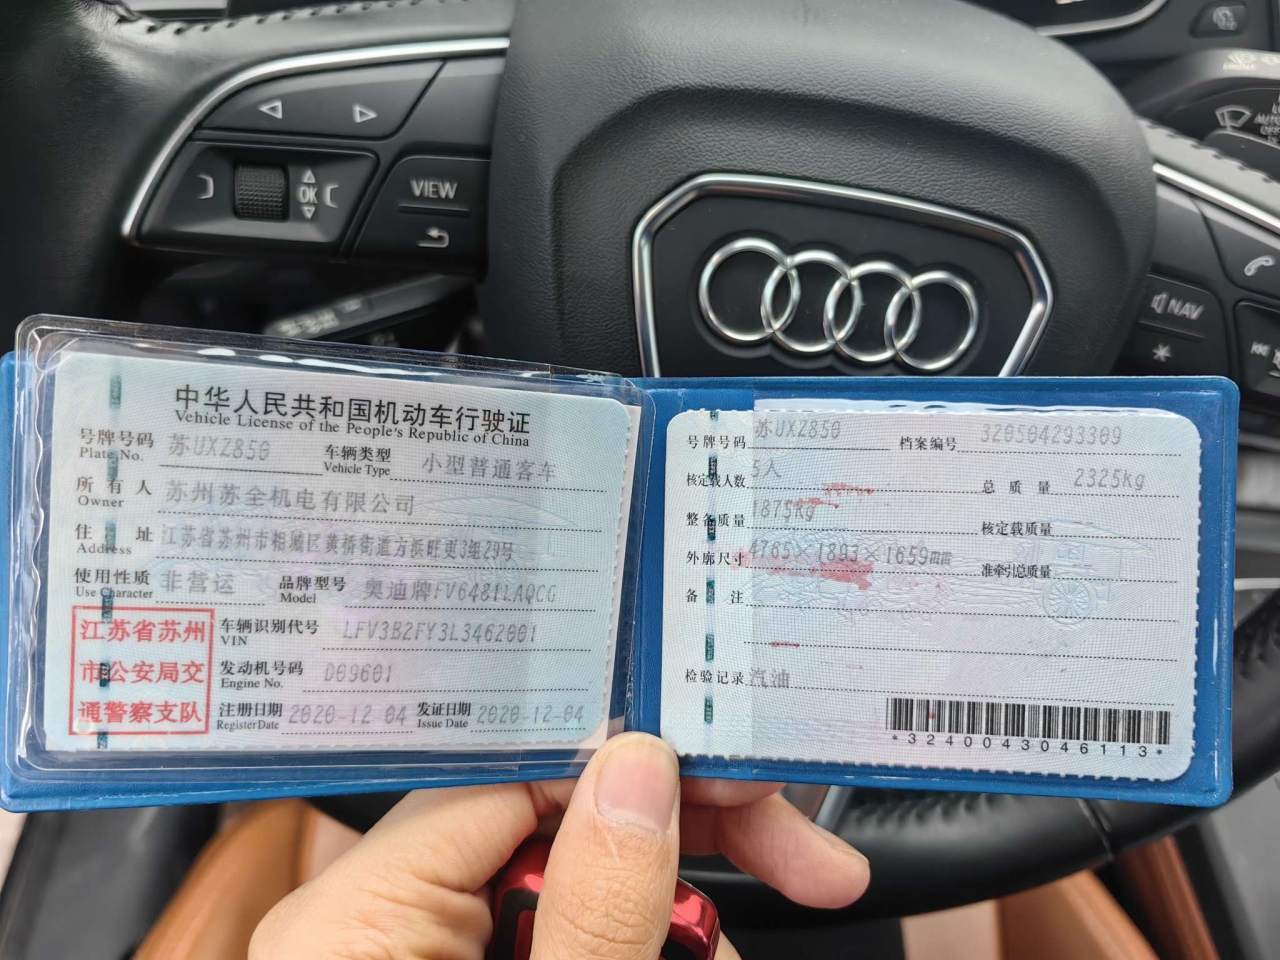 VIEW
OK
NAV
中华人民共和国机动车行驶证
Vehicle License of the People's Republic of China
号牌号码 苏UXZ850 车辆类型 小型普通客车
Plate No. Vehicle Type
所有人 苏州苏全机电有限公司
Owner
住址 江苏省苏州市相城区黄桥街道方浜旺更3组29号
Address
使用性质 非营运 品牌型号 奥迪牌FV6481LAQCG
Use Character Model
江苏省苏州
市公安局交
通警察支队
车辆识别代号 LFV3B2FY3L3462001
VIN
发动机号码 D09601
Engine No.
注册日期 2020-12-04 发证日期 2020-12-04
Register Date Issue Date
号牌号码 苏UXZ850 档案编号 320504293309
核定载人数 5人 总质量 2325kg
整备质量 1875kg 核定载质量
外廓尺寸 4765×1893×1659mm 准牵引总质量
备注
检验记录 汽油
*3240043046113*